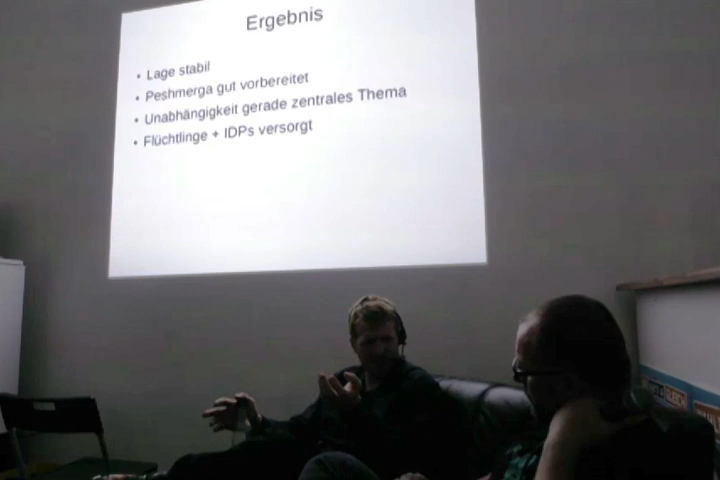 Ergebnis
• Lage stabil
• Peshmerga gut vorbereitet
• Unabhängigkeit gerade zentrales Thema
• Flüchtlinge + IDPs versorgt